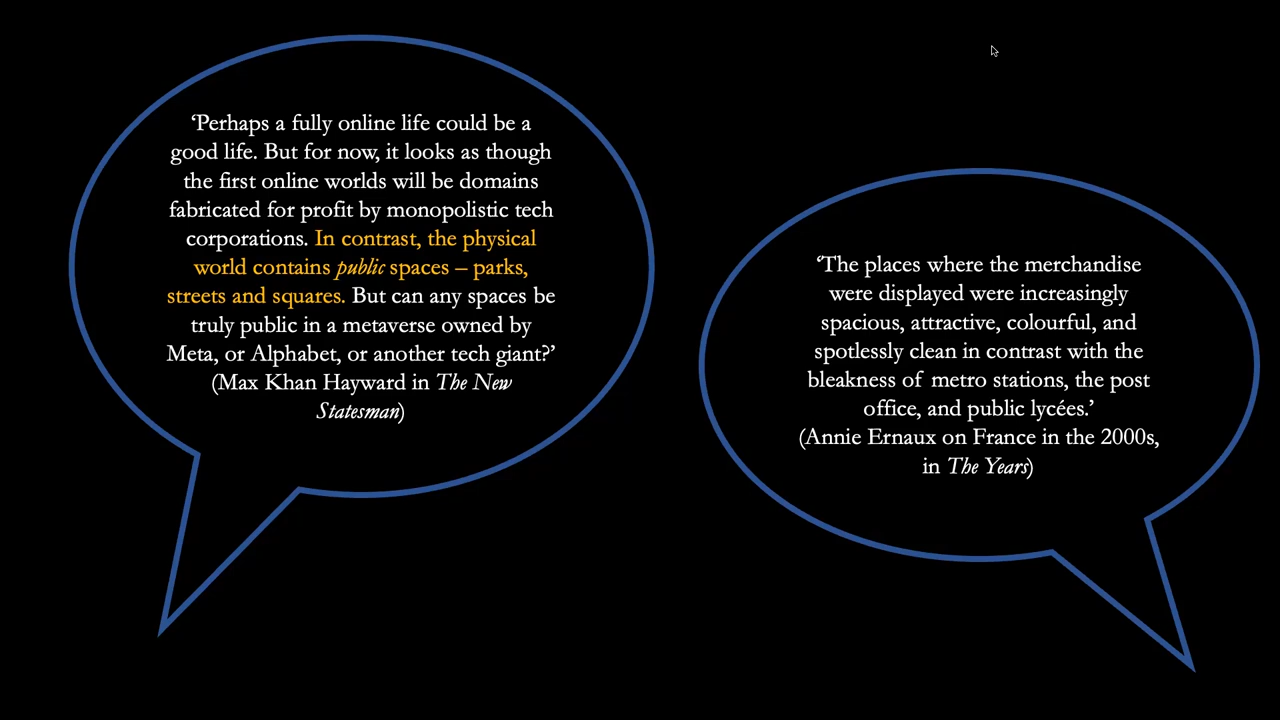 ‘Perhaps a fully online life could be a
good life. But for now, it looks as though
the first online worlds will be domains
fabricated for profit by monopolistic tech
corporations. In contrast, the physical
world contains public spaces – parks,
streets and squares. But can any spaces be
truly public in a metaverse owned by
Meta, or Alphabet, or another tech giant?’
(Max Khan Hayward in The New
Statesman)
‘The places where the merchandise
were displayed were increasingly
spacious, attractive, colourful, and
spotlessly clean in contrast with the
bleakness of metro stations, the post
office, and public lycées.’
(Annie Ernaux on France in the 2000s,
in The Years)